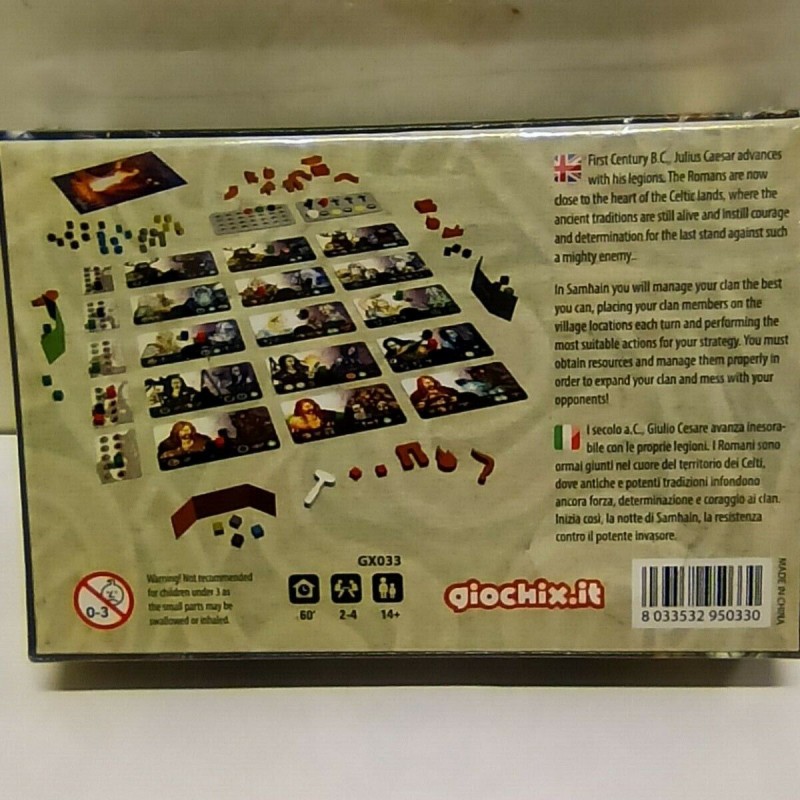 First Century B.C., Julius Caesar advances
with his legions. The Romans are now
close to the heart of the Celtic lands, where the
ancient traditions are still alive and instill courage
and determination for the last stand against such
a mighty enemy...
In Samhain you will manage your clan the best
you can, placing your clan members on the
village locations each turn and performing the
most suitable actions for your strategy. You must
obtain resources and manage them properly in
order to expand your clan and mess with your
opponents!
I secolo a.C., Giulio Cesare avanza inesora-
bile con le proprie legioni. I Romani sono
ormai giunti nel cuore del territorio dei Celti,
dove antiche e potenti tradizioni infondono
ancora forza, determinazione e coraggio ai clan.
Inizia così, la notte di Samhain, la resistenza
contro il potente invasore.
0-3
Warning! Not recommended
for children under 3 as
the small parts may be
swallowed or inhaled.
GX033
60'
2-4
14+
giochix.it
8 033532 950330
MADE IN CHINA